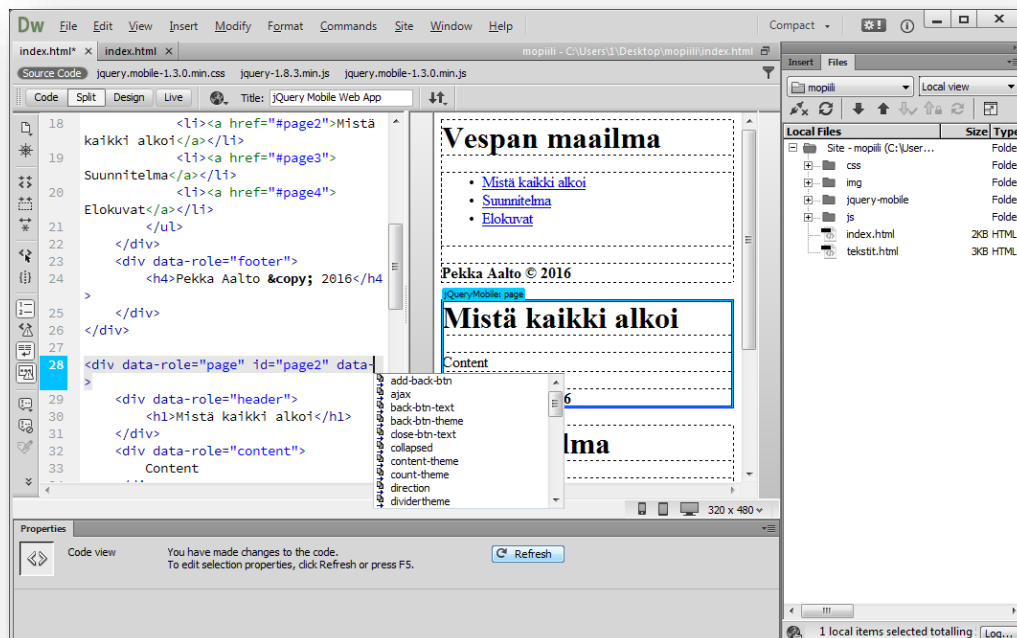 Dw File Edit View Insert Modify Format Commands Site Window Help Compact
index.html* × index.html × mopiili - C:\Users\1\Desktop\mopiili\index.html
Source Code jquery.mobile-1.3.0.min.css jquery-1.8.3.min.js jquery.mobile-1.3.0.min.js
Code Split Design Live Title: jQuery Mobile Web App
18 <li><a href="#page2">Mistä
kaikki alkoi</a></li>
19 <li><a href="#page3">
Suunnitelma</a></li>
20 <li><a href="#page4">
Elokuvat</a></li>
21 </ul>
22 </div>
23 <div data-role="footer">
24 <h4>Pekka Aalto &copy; 2016</h4
>
25 </div>
26 </div>
27
28 <div data-role="page" id="page2" data-
>
29 <div data-role="header">
30 <h1>Mistä kaikki alkoi</h1>
31 </div>
32 <div data-role="content">
33 Content
add-back-btn
ajax
back-btn-text
back-btn-theme
close-btn-text
collapsed
content-theme
count-theme
direction
dividertheme
Vespan maailma
• Mistä kaikki alkoi
• Suunnitelma
• Elokuvat
Pekka Aalto © 2016
jQueryMobile: page
Mistä kaikki alkoi
Content
6
lma
320 x 480
Properties
Code view
You have made changes to the code.
To edit selection properties, click Refresh or press F5.
Refresh
Insert Files
mopiili Local view
Local Files Size Type
Site - mopiili (C:\User... Folde
css Folde
img Folde
jquery-mobile Folde
js Folde
index.html 2KB HTML
tekstit.html 3KB HTML
1 local items selected totalling Log...